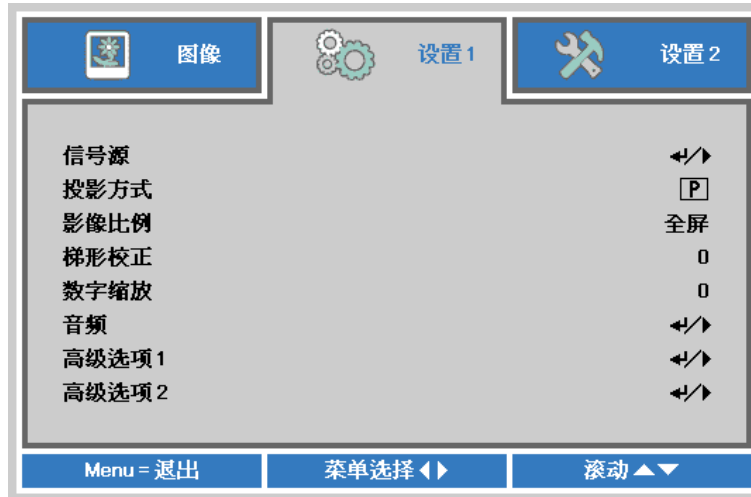 图像 设置1 设置2
信号源
投影方式 P
影像比例 全屏
梯形校正 0
数字缩放 0
音频
高级选项1
高级选项2
Menu = 退出 菜单选择 滚动